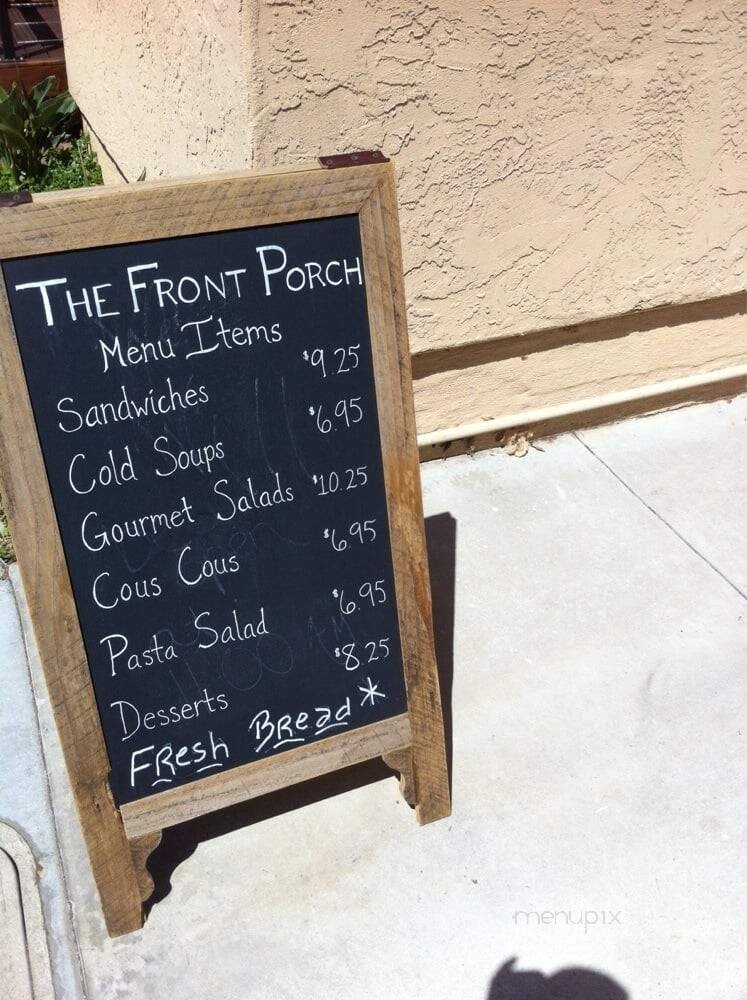 THE FRONT PORCH
Menu Items
Sandwiches $9.25
Cold Soups $6.95
Gourmet Salads $10.25
Cous Cous $6.95
Pasta Salad $6.95
Desserts $8.25
FResh BRead *
menupix